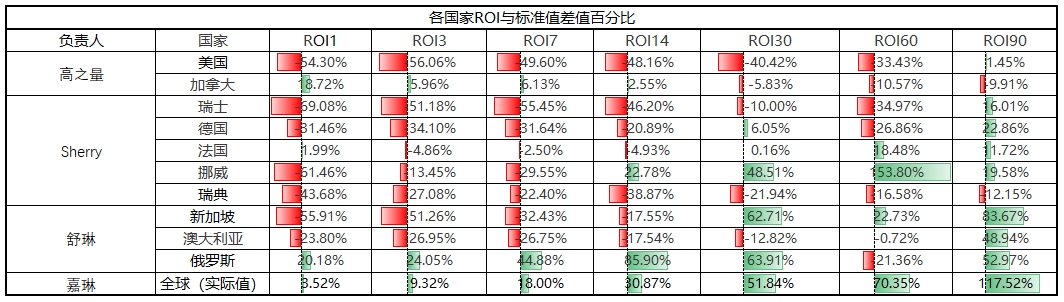 各国家ROI与标准值差值百分比
负责人 国家 ROI1 ROI3 ROI7 ROI14 ROI30 ROI60 ROI90
高之量 美国 -54.30% -56.06% -49.60% -48.16% -40.42% -33.43% 1.45%
加拿大 18.72% 5.96% 6.13% 2.55% -5.83% -10.57% -9.91%
Sherry 瑞士 -69.08% -51.18% -55.45% -46.20% -10.00% -34.97% 16.01%
德国 -31.46% -34.10% -31.64% -20.89% 6.05% -26.86% 22.86%
法国 1.99% -4.86% -2.50% -4.93% 0.16% 18.48% 11.72%
挪威 -61.46% -13.45% -29.55% 22.78% 48.51% 153.80% 19.58%
瑞典 -43.68% -27.08% -22.40% -38.87% -21.94% -16.58% -12.15%
舒琳 新加坡 -55.91% -51.26% -32.43% -17.55% 62.71% 22.73% 83.67%
澳大利亚 -23.80% -26.95% -26.75% -17.54% -12.82% -0.72% 48.94%
俄罗斯 20.18% 24.05% 44.88% 85.90% 63.91% -21.36% 52.97%
嘉琳 全球（实际值） 3.52% 9.32% 18.00% 30.87% 51.84% 70.35% 117.52%